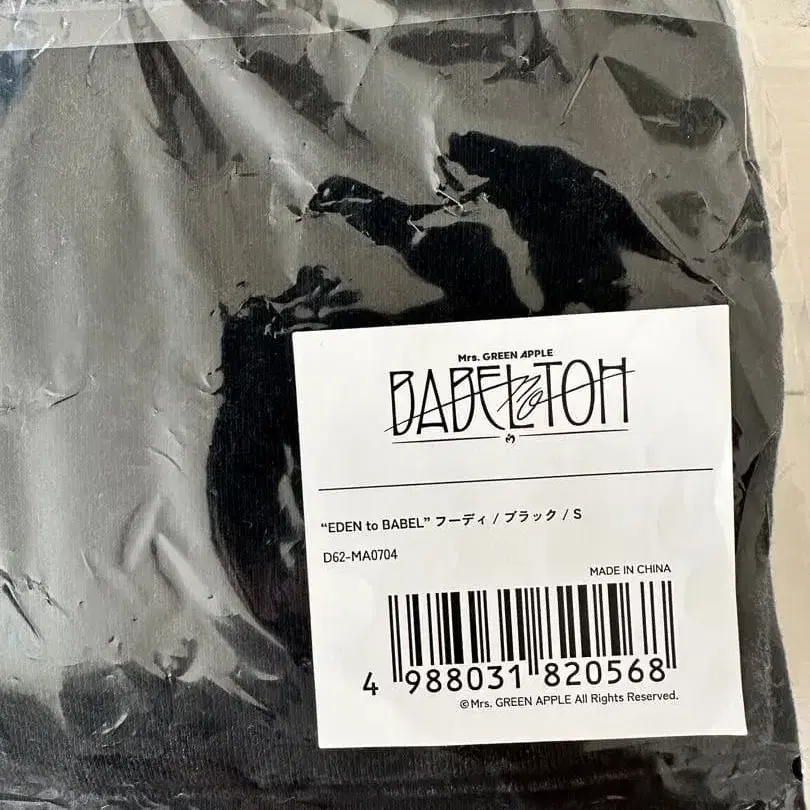 Mrs. GREEN APPLE
BABEL no TOH
“EDEN to BABEL” フーディ / ブラック / S
D62-MA0704
MADE IN CHINA
4 988031 820568
©Mrs. GREEN APPLE All Rights Reserved.